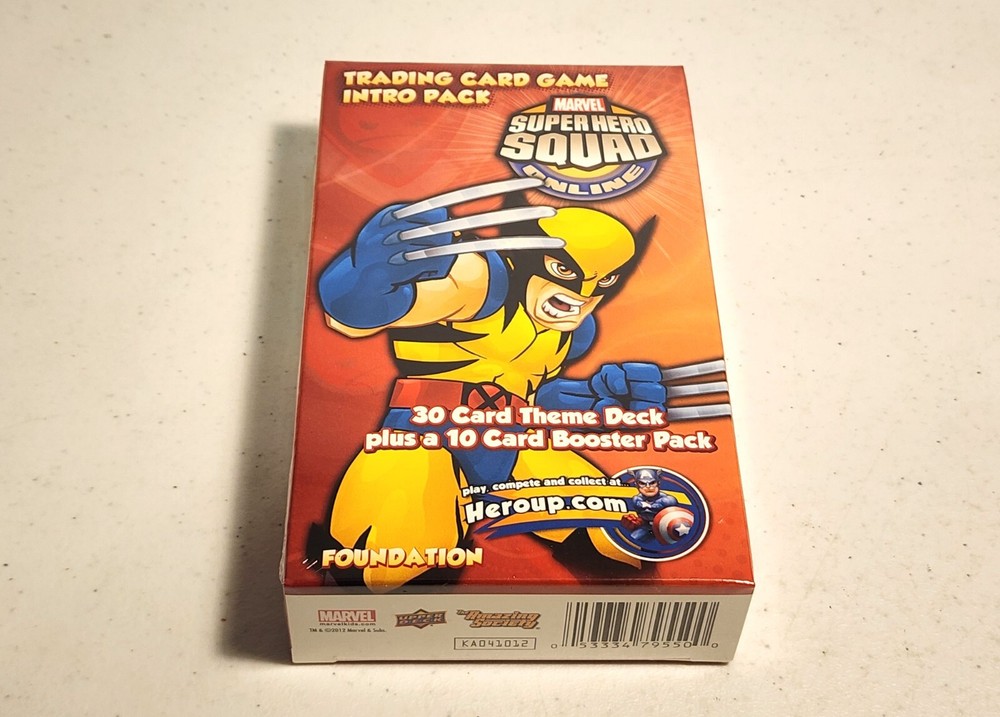 TRADING CARD GAME
INTRO PACK
MARVEL
SUPER HERO
SQUAD
ONLINE
30 Card Theme Deck
plus a 10 Card Booster Pack
play, compete and collect at...
Heroup.com
FOUNDATION
MARVEL
marvelkids.com
TM & ©2012 Marvel & Subs.
UPPER DECK
The Amazing Society
KA041012
0 53334 79550 0